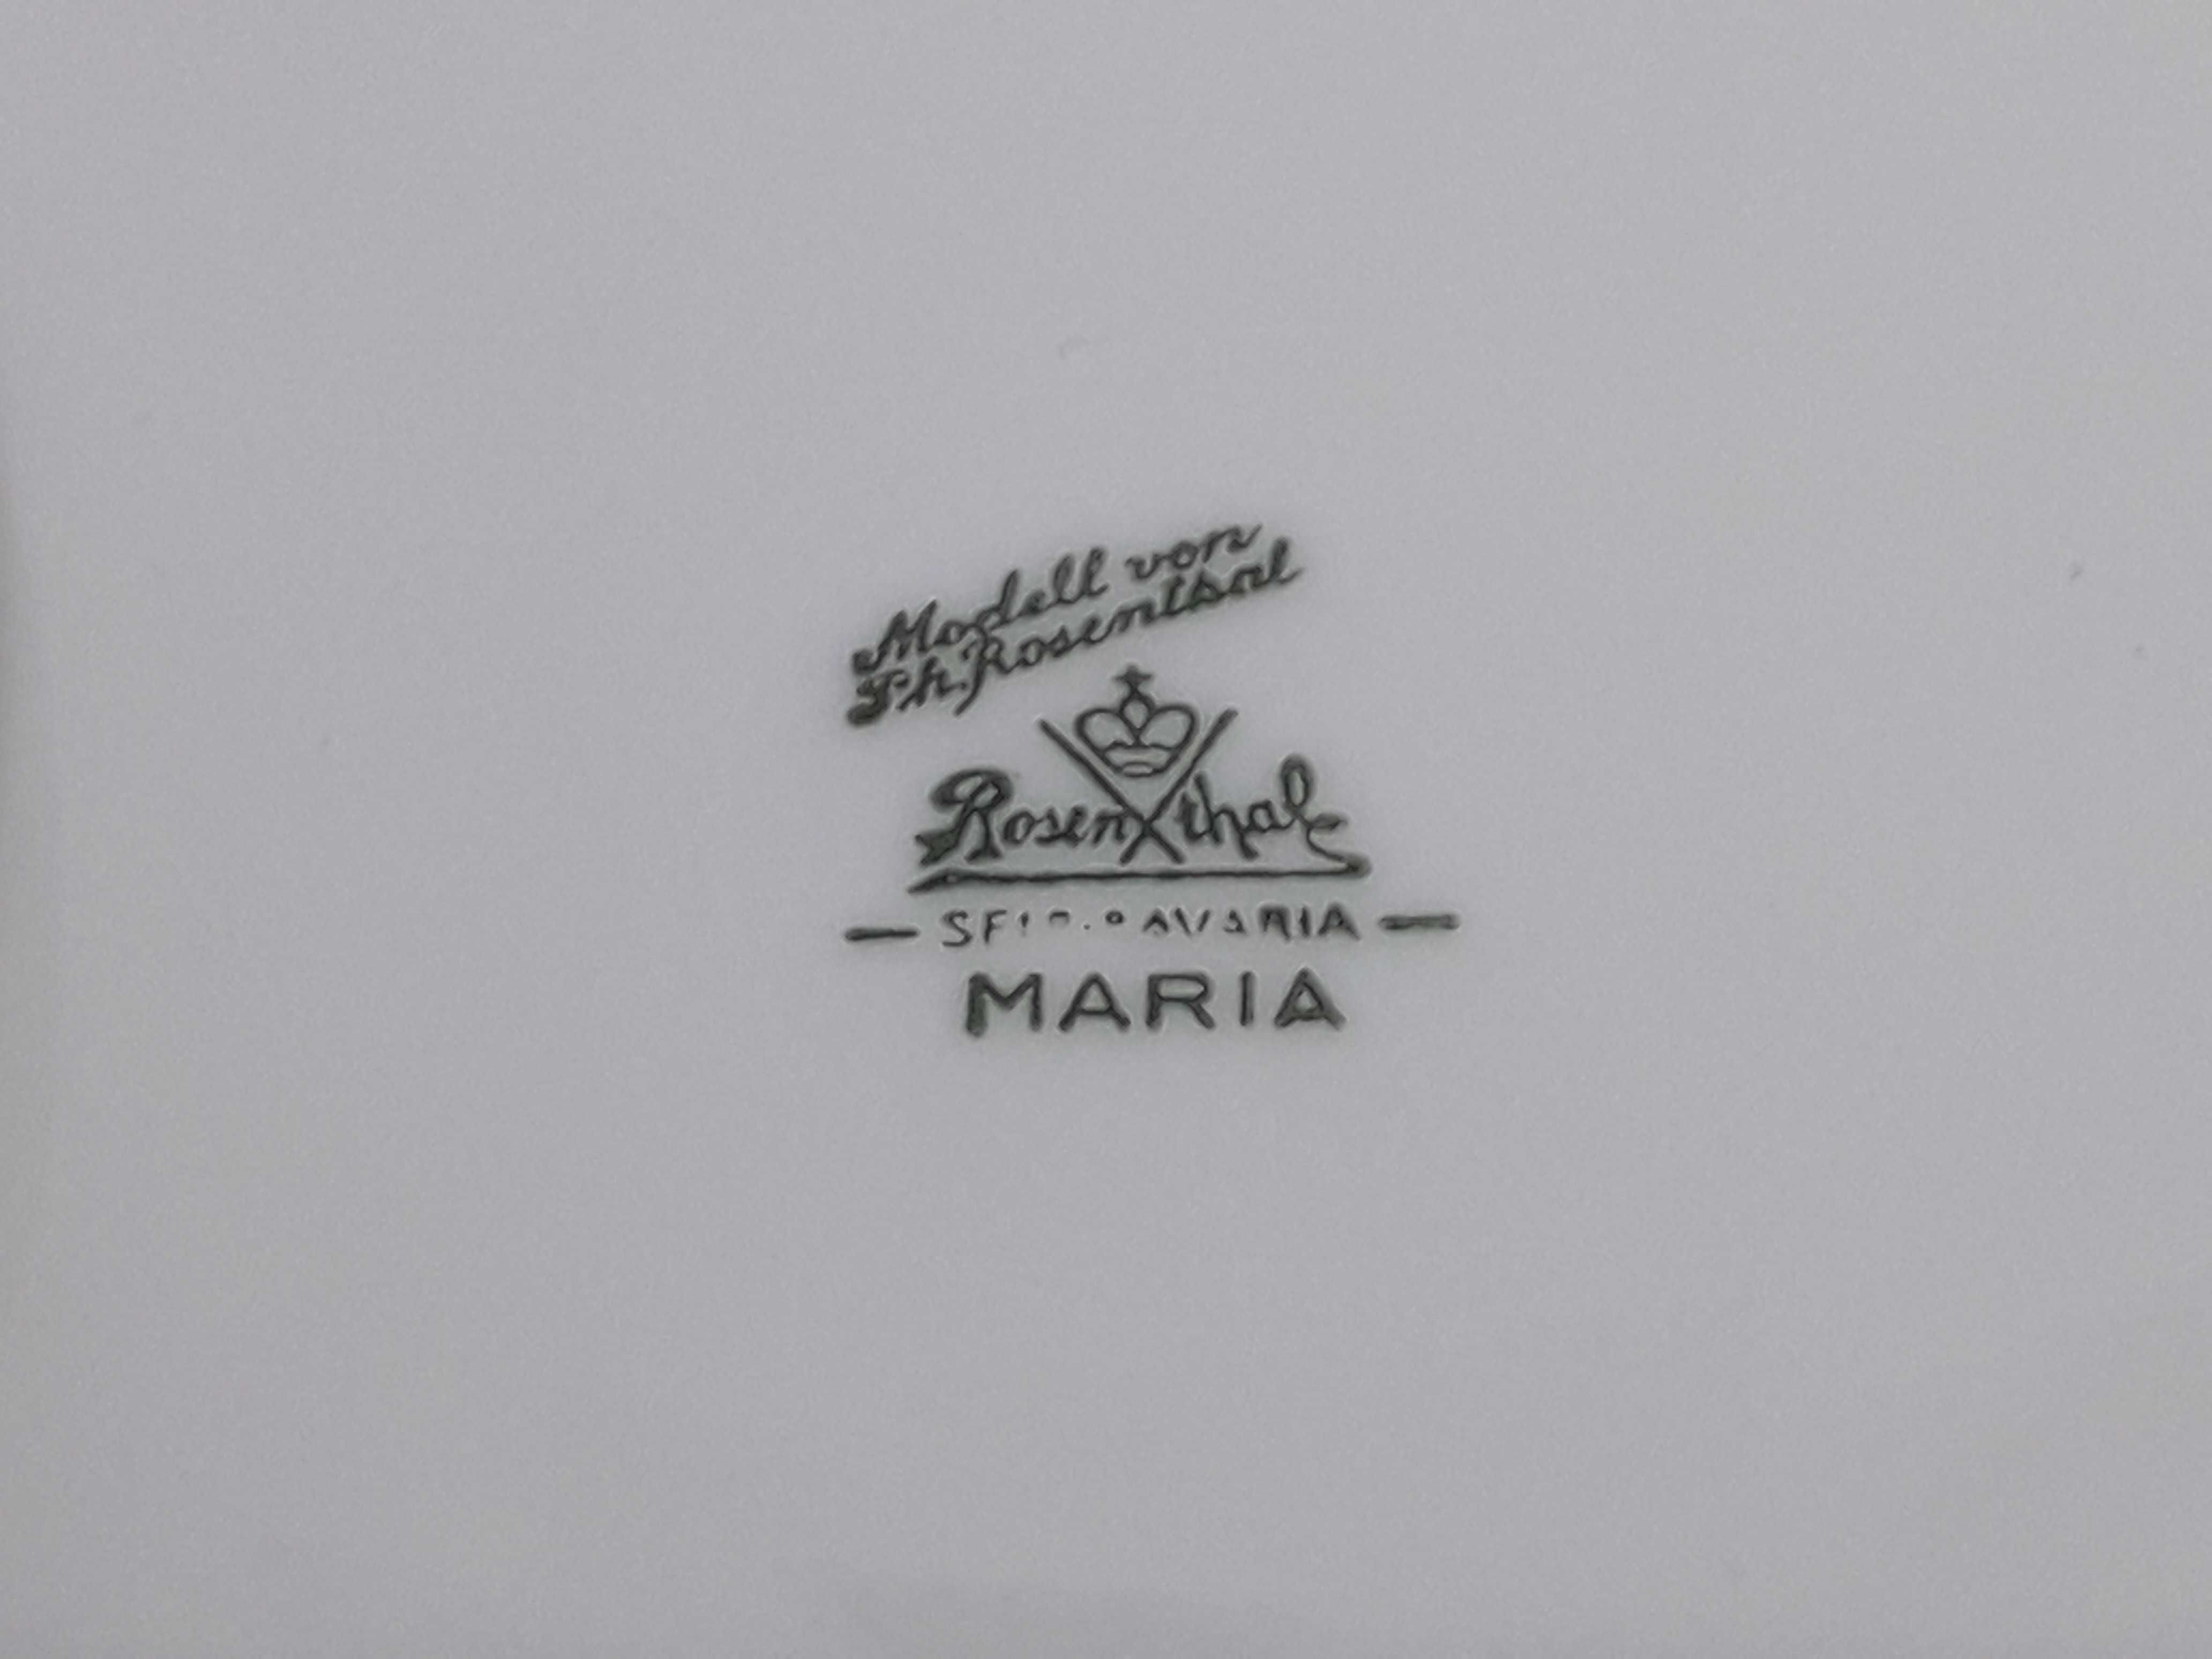 Modell von
Ph. Rosenthal
Rosenthal
BAVARIA
MARIA